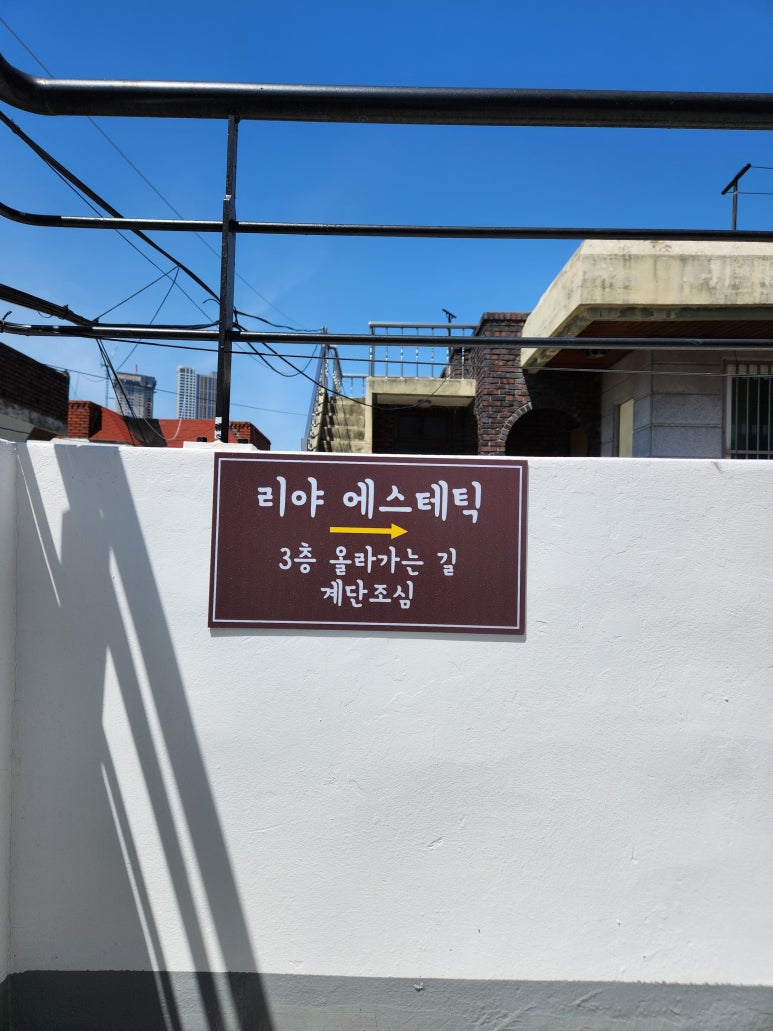 리야 에스테틱
3층 올라가는 길
계단조심